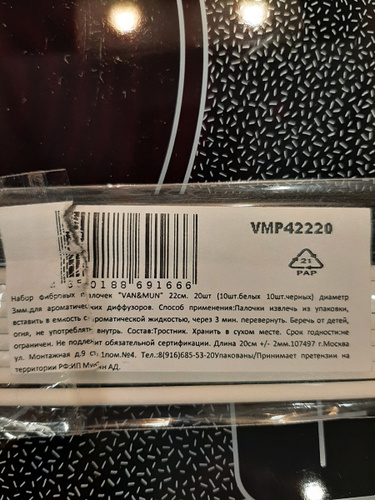 VMP42220
21
PAP
50188 691666
Набор фибровых палочек "VAN&MUN" 22см. 20шт (10шт.белых 10шт.черных) диаметр
3мм.для ароматических диффузоров. Способ применения:Палочки извлечь из упаковки,
вставить в емкость с ароматической жидкостью, через 3 мин. перевернуть. Беречь от детей,
огня, не употреблять внутрь. Состав:Тростник. Хранить в сухом месте. Срок годности:не
ограничен. Не подлежит обязательной сертификации. Длина 20см +/- 2мм.107497 г.Москва
ул. Монтажная д.9 с пом.№4. Тел.:8(916)685-53-20Упакованы/Принимает претензии на
территории РФ:ИП АД.